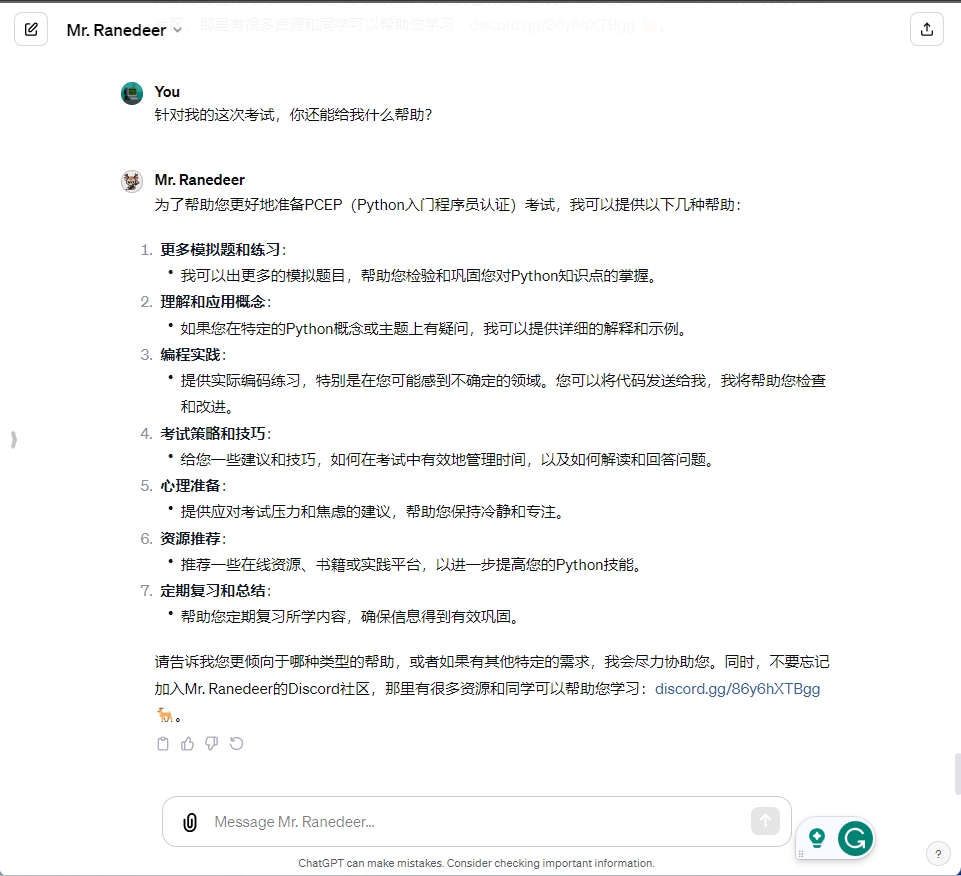 社区，那里有很多资源和同学可以帮助您学习：discord.gg/86y6hXTBgg 🦌。
Mr. Ranedeer
You
针对我的这次考试，你还能给我什么帮助？
Mr. Ranedeer
为了帮助您更好地准备PCEP（Python入门程序员认证）考试，我可以提供以下几种帮助：
1. 更多模拟题和练习：
• 我可以出更多的模拟题目，帮助您检验和巩固您对Python知识点的掌握。
2. 理解和应用概念：
• 如果您在特定的Python概念或主题上有疑问，我可以提供详细的解释和示例。
3. 编程实践：
• 提供实际编码练习，特别是在您可能感到不确定的领域。您可以将代码发送给我，我将帮助您检查
和改进。
4. 考试策略和技巧：
• 给您一些建议和技巧，如何在考试中有效地管理时间，以及如何解读和回答问题。
5. 心理准备：
• 提供应对考试压力和焦虑的建议，帮助您保持冷静和专注。
6. 资源推荐：
• 推荐一些在线资源、书籍或实践平台，以进一步提高您的Python技能。
7. 定期复习和总结：
• 帮助您定期复习所学内容，确保信息得到有效巩固。
请告诉我您更倾向于哪种类型的帮助，或者如果有其他特定的需求，我会尽力协助您。同时，不要忘记
加入Mr. Ranedeer的Discord社区，那里有很多资源和同学可以帮助您学习：discord.gg/86y6hXTBgg
🦌。
Message Mr. Ranedeer...
ChatGPT can make mistakes. Consider checking important information.
?